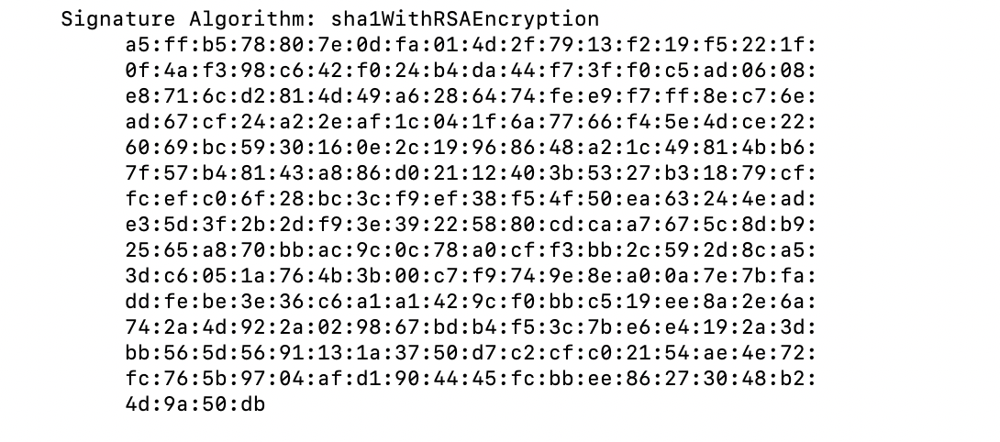 Signature Algorithm: sha1WithRSAEncryption
a5:ff:b5:78:80:7e:0d:fa:01:4d:2f:79:13:f2:19:f5:22:1f:
0f:4a:f3:98:c6:42:f0:24:b4:da:44:f7:3f:f0:c5:ad:06:08:
e8:71:6c:d2:81:4d:49:a6:28:64:74:fe:e9:f7:ff:8e:c7:6e:
ad:67:cf:24:a2:2e:af:1c:04:1f:6a:77:66:f4:5e:4d:ce:22:
60:69:bc:59:30:16:0e:2c:19:96:86:48:a2:1c:49:81:4b:b6:
7f:57:b4:81:43:a8:86:d0:21:12:40:3b:53:27:b3:18:79:cf:
fc:ef:c0:6f:28:bc:3c:f9:ef:38:f5:4f:50:ea:63:24:4e:ad:
e3:5d:3f:2b:2d:f9:3e:39:22:58:80:cd:ca:a7:67:5c:8d:b9:
25:65:a8:70:bb:ac:9c:0c:78:a0:cf:f3:bb:2c:59:2d:8c:a5:
3d:c6:05:1a:76:4b:3b:00:c7:f9:74:9e:8e:a0:0a:7e:7b:fa:
dd:fe:be:3e:36:c6:a1:a1:42:9c:f0:bb:c5:19:ee:8a:2e:6a:
74:2a:4d:92:2a:02:98:67:bd:b4:f5:3c:7b:e6:e4:19:2a:3d:
bb:56:5d:56:91:13:1a:37:50:d7:c2:cf:c0:21:54:ae:4e:72:
fc:76:5b:97:04:af:d1:90:44:45:fc:bb:ee:86:27:30:48:b2:
4d:9a:50:db